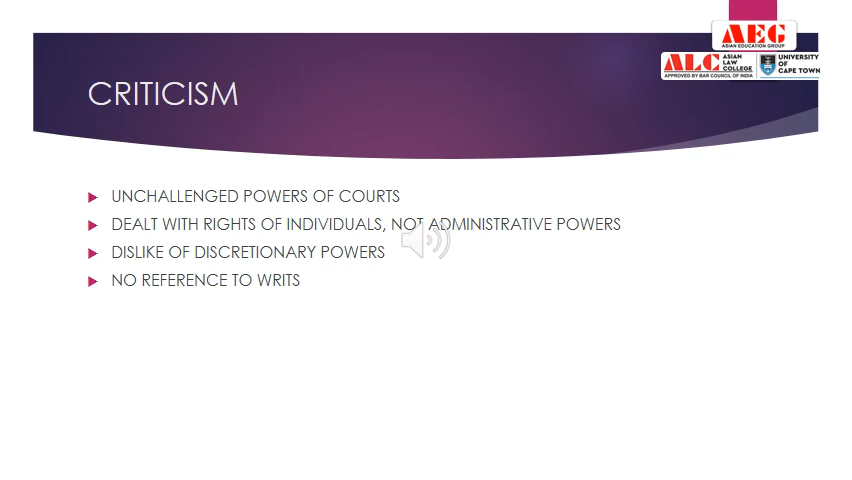 AEG
ASIAN EDUCATION GROUP
ALC
ASIAN
LAW
COLLEGE
APPROVED BY BAR COUNCIL OF INDIA
UNIVERSITY
OF
CAPE TOWN
CRITICISM
UNCHALLENGED POWERS OF COURTS
DEALT WITH RIGHTS OF INDIVIDUALS, NOT ADMINISTRATIVE POWERS
DISLIKE OF DISCRETIONARY POWERS
NO REFERENCE TO WRITS